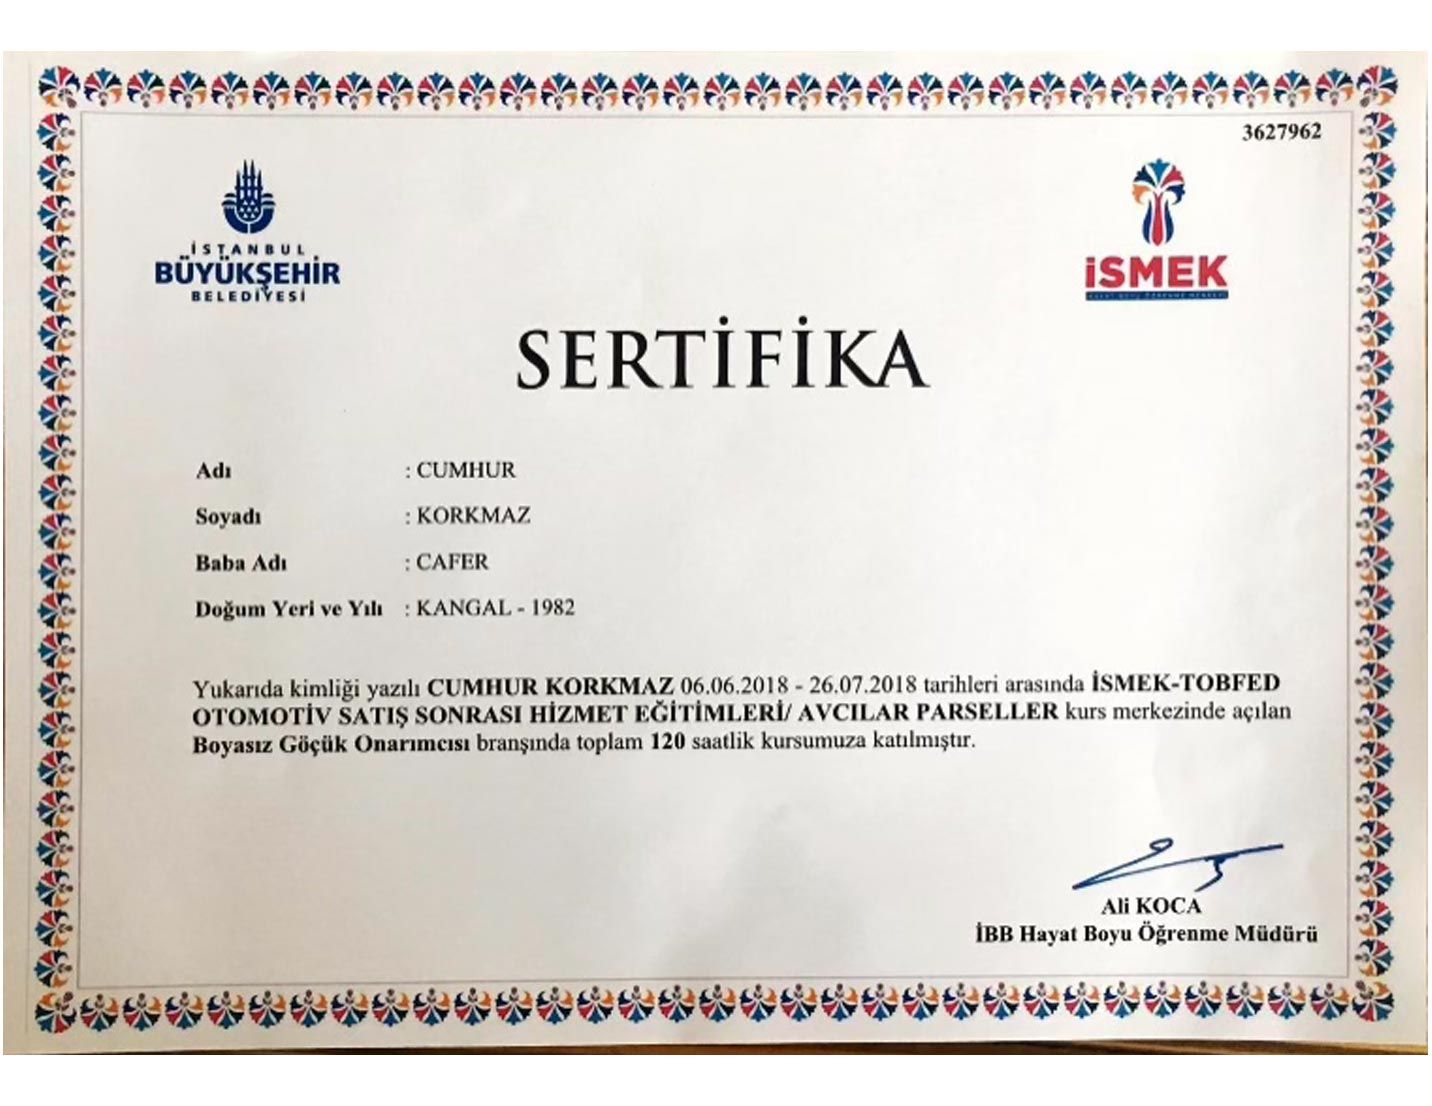 3627962
İSTANBUL
BÜYÜKŞEHİR
BELEDİYESİ
iSMEK
SERTİFİKA
Adı : CUMHUR
Soyadı : KORKMAZ
Baba Adı : CAFER
Doğum Yeri ve Yılı : KANGAL - 1982
Yukarıda kimliği yazılı CUMHUR KORKMAZ 06.06.2018 - 26.07.2018 tarihleri arasında İSMEK-TOBFED
OTOMOTİV SATIŞ SONRASI HİZMET EĞİTİMLERİ/ AVCILAR PARSELLER kurs merkezinde açılan
Boyasız Göçük Onarımcısı branşında toplam 120 saatlik kursumuza katılmıştır.
Ali KOCA
İBB Hayat Boyu Öğrenme Müdürü